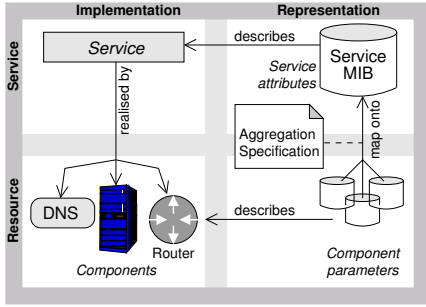 Implementation
Representation
Service
Resource
Service
describes
Service
MIB
Service
attributes
realised by
Aggregation
Specification
map onto
DNS
Router
Components
describes
Component
parameters